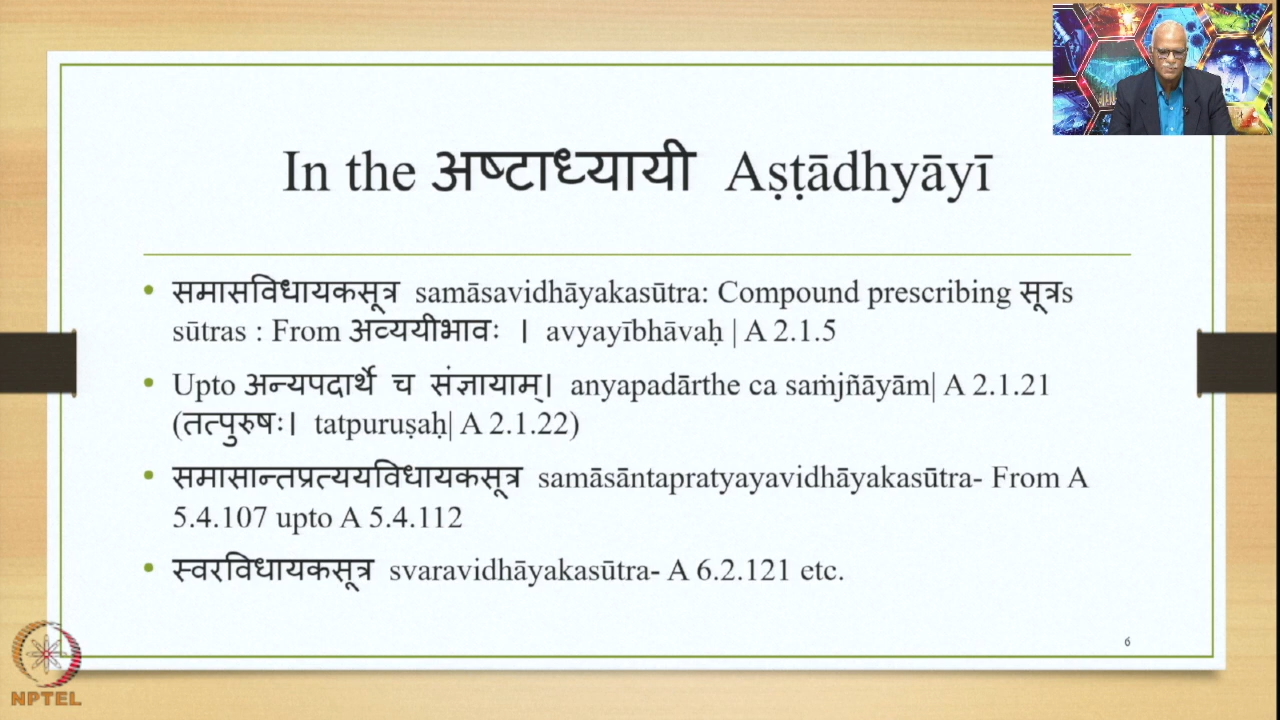 In the अष्टाध्यायी Aṣṭādhyāyī
• समासविधायकसूत्र samāsavidhāyakasūtra: Compound prescribing सूत्रs
sūtras : From अव्ययीभावः । avyayībhāvaḥ | A 2.1.5
• Upto अन्यपदार्थे च संज्ञायाम्। anyapadārthe ca saṁjñāyām| A 2.1.21
(तत्पुरुषः। tatpuruṣaḥ| A 2.1.22)
• समासान्तप्रत्ययविधायकसूत्र samāsāntapratyayavidhāyakasūtra- From A
5.4.107 upto A 5.4.112
• स्वरविधायकसूत्र svaravidhāyakasūtra- A 6.2.121 etc.
6
NPTEL